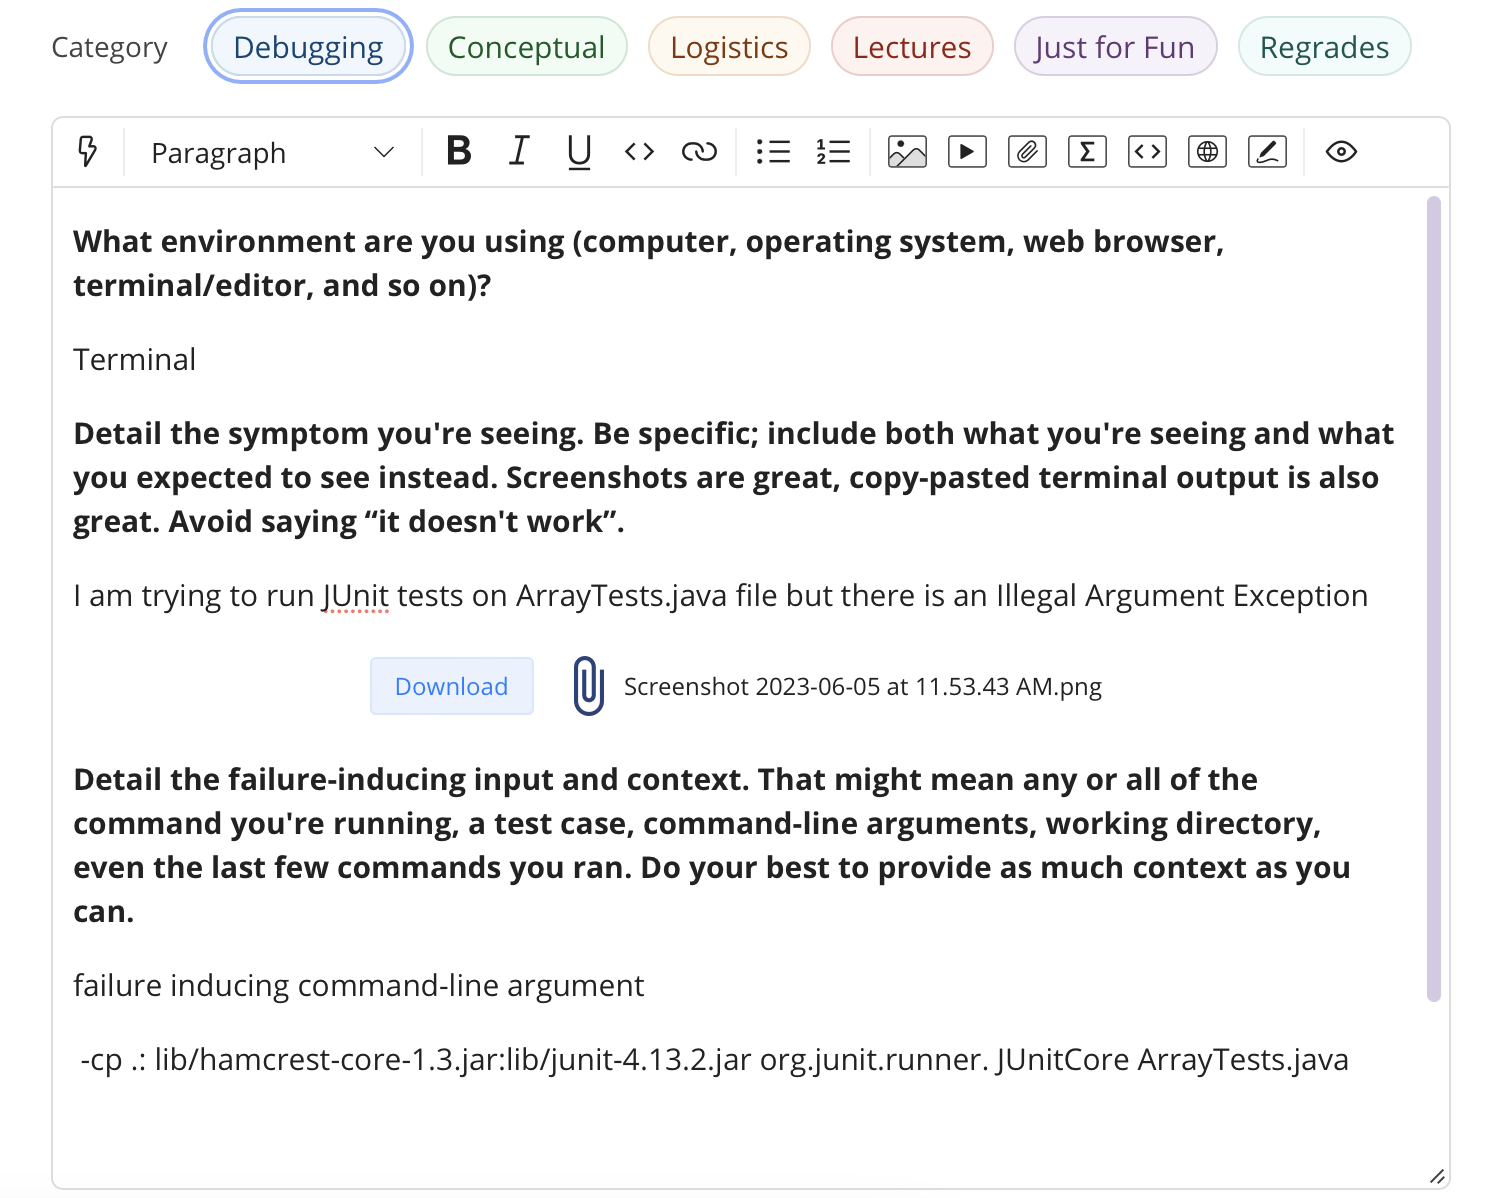 Category Debugging Conceptual Logistics Lectures Just for Fun Regrades
Paragraph B I U
What environment are you using (computer, operating system, web browser,
terminal/editor, and so on)?
Terminal
Detail the symptom you're seeing. Be specific; include both what you're seeing and what
you expected to see instead. Screenshots are great, copy-pasted terminal output is also
great. Avoid saying “it doesn't work”.
I am trying to run JUnit tests on ArrayTests.java file but there is an Illegal Argument Exception
Download Screenshot 2023-06-05 at 11.53.43 AM.png
Detail the failure-inducing input and context. That might mean any or all of the
command you're running, a test case, command-line arguments, working directory,
even the last few commands you ran. Do your best to provide as much context as you
can.
failure inducing command-line argument
-cp .: lib/hamcrest-core-1.3.jar:lib/junit-4.13.2.jar org.junit.runner. JUnitCore ArrayTests.java